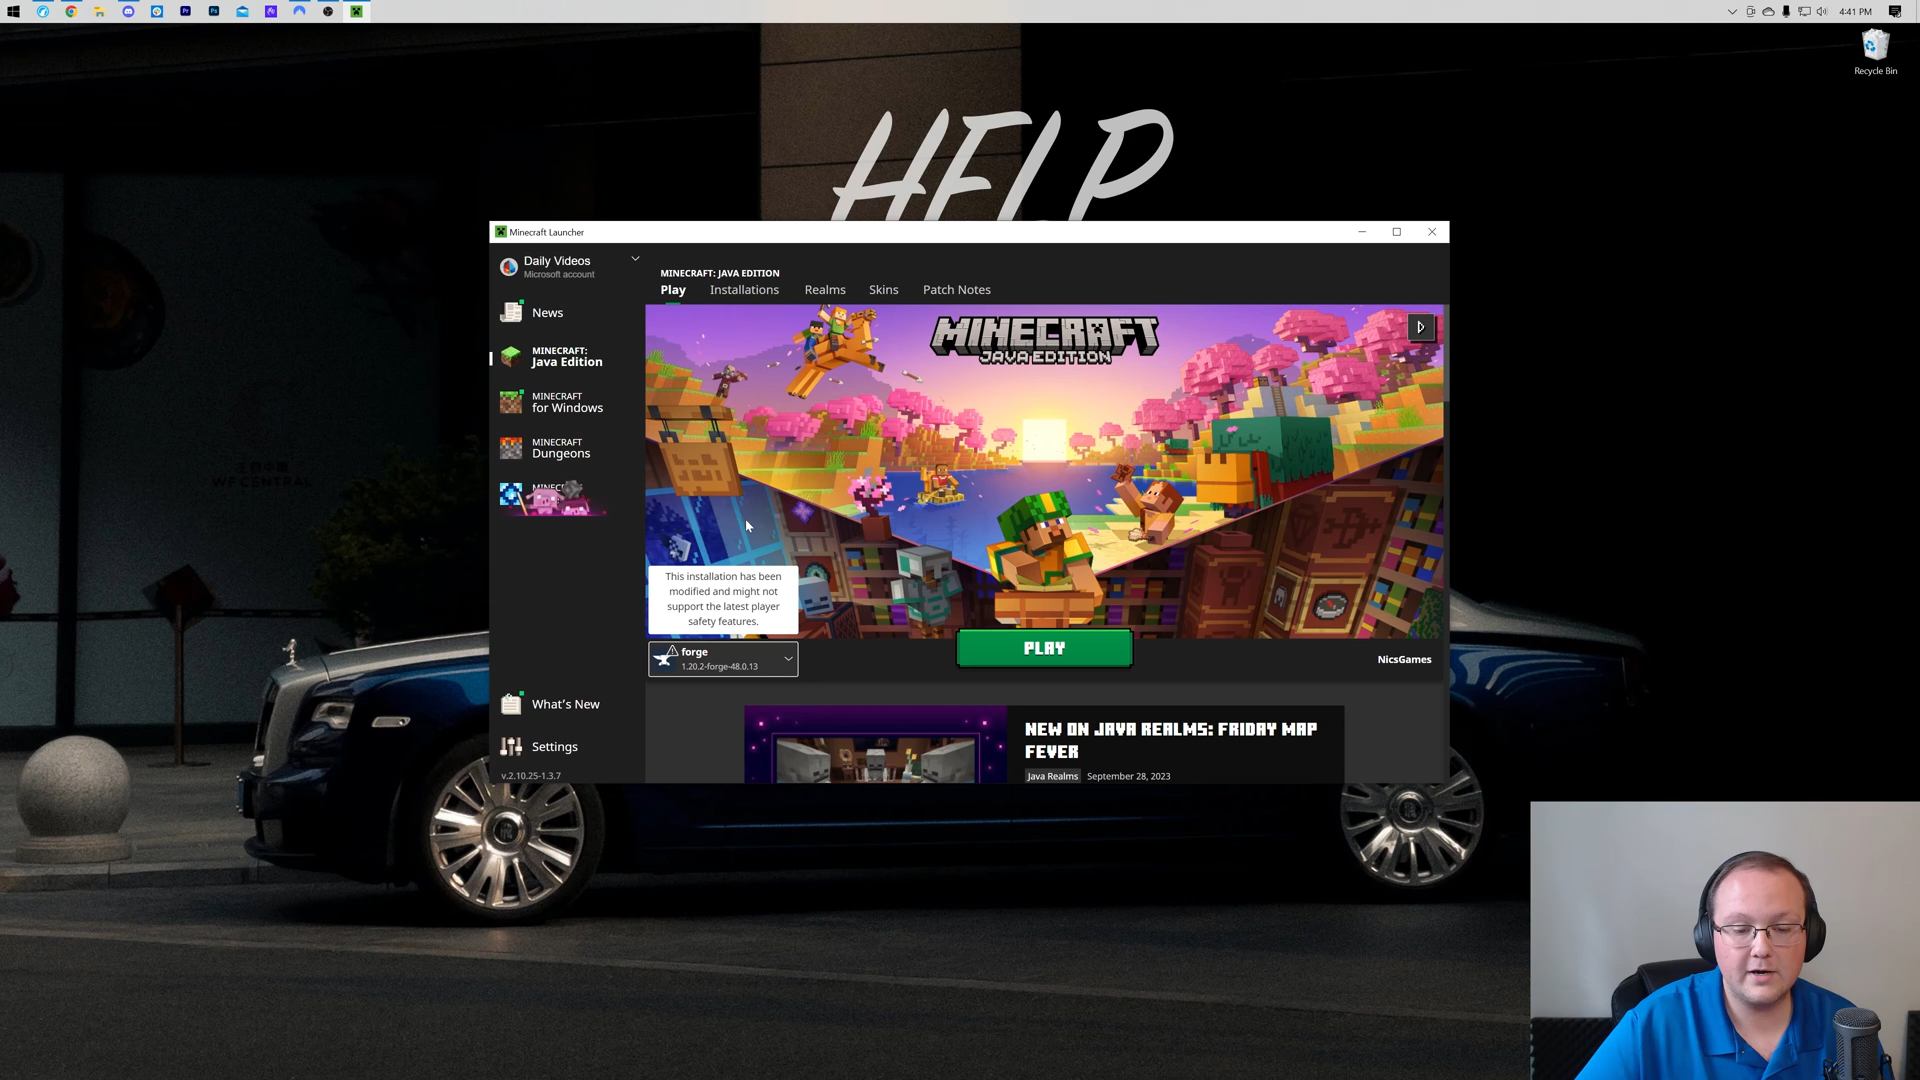 4:41 PM
Recycle Bin
HELP
Minecraft Launcher
Daily Videos
Microsoft account
News
MINECRAFT:
Java Edition
MINECRAFT
for Windows
MINECRAFT
Dungeons
What's New
Settings
v.2.10.25-1.3.7
MINECRAFT: JAVA EDITION
Play Installations Realms Skins Patch Notes
MINECRAFT
JAVA EDITION
This installation has been
modified and might not
support the latest player
safety features.
forge
1.20.2-forge-48.0.13
PLAY
NicsGames
NEW ON JAVA REALMS: FRIDAY MAP
FEVER
Java Realms September 28, 2023
WF CENTRAL